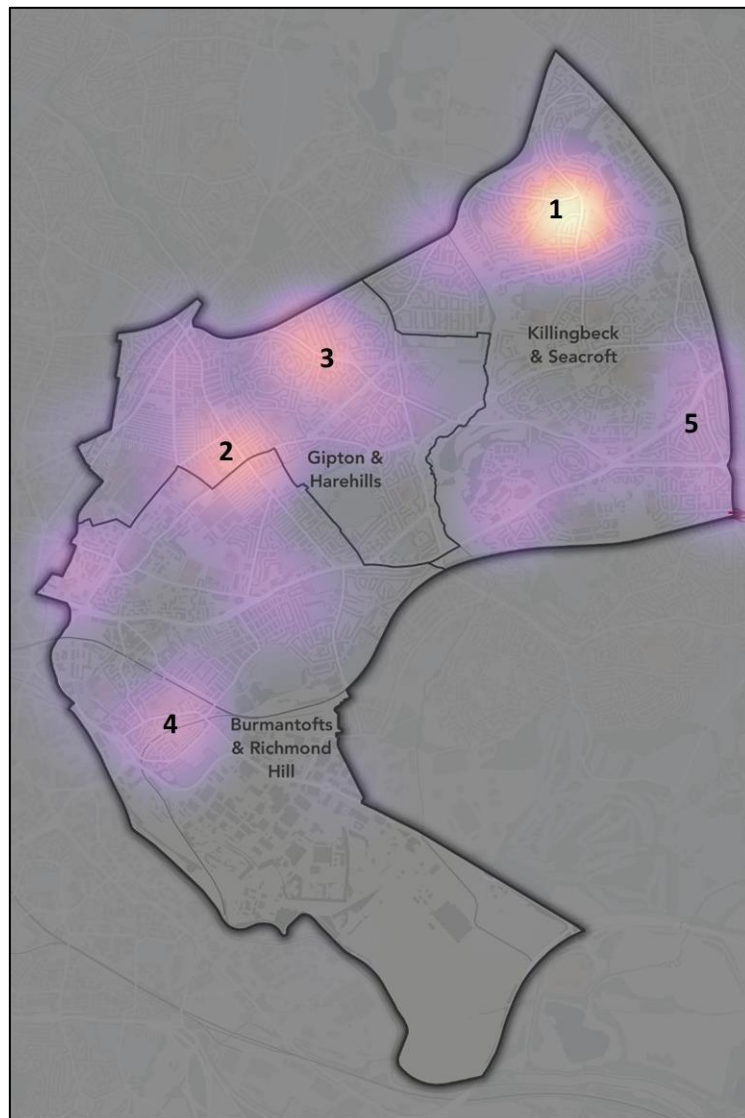 1
Killingbeck
& Seacroft
3
5
2
Gipton &
Harehills
4
Burmantofts
& Richmond
Hill